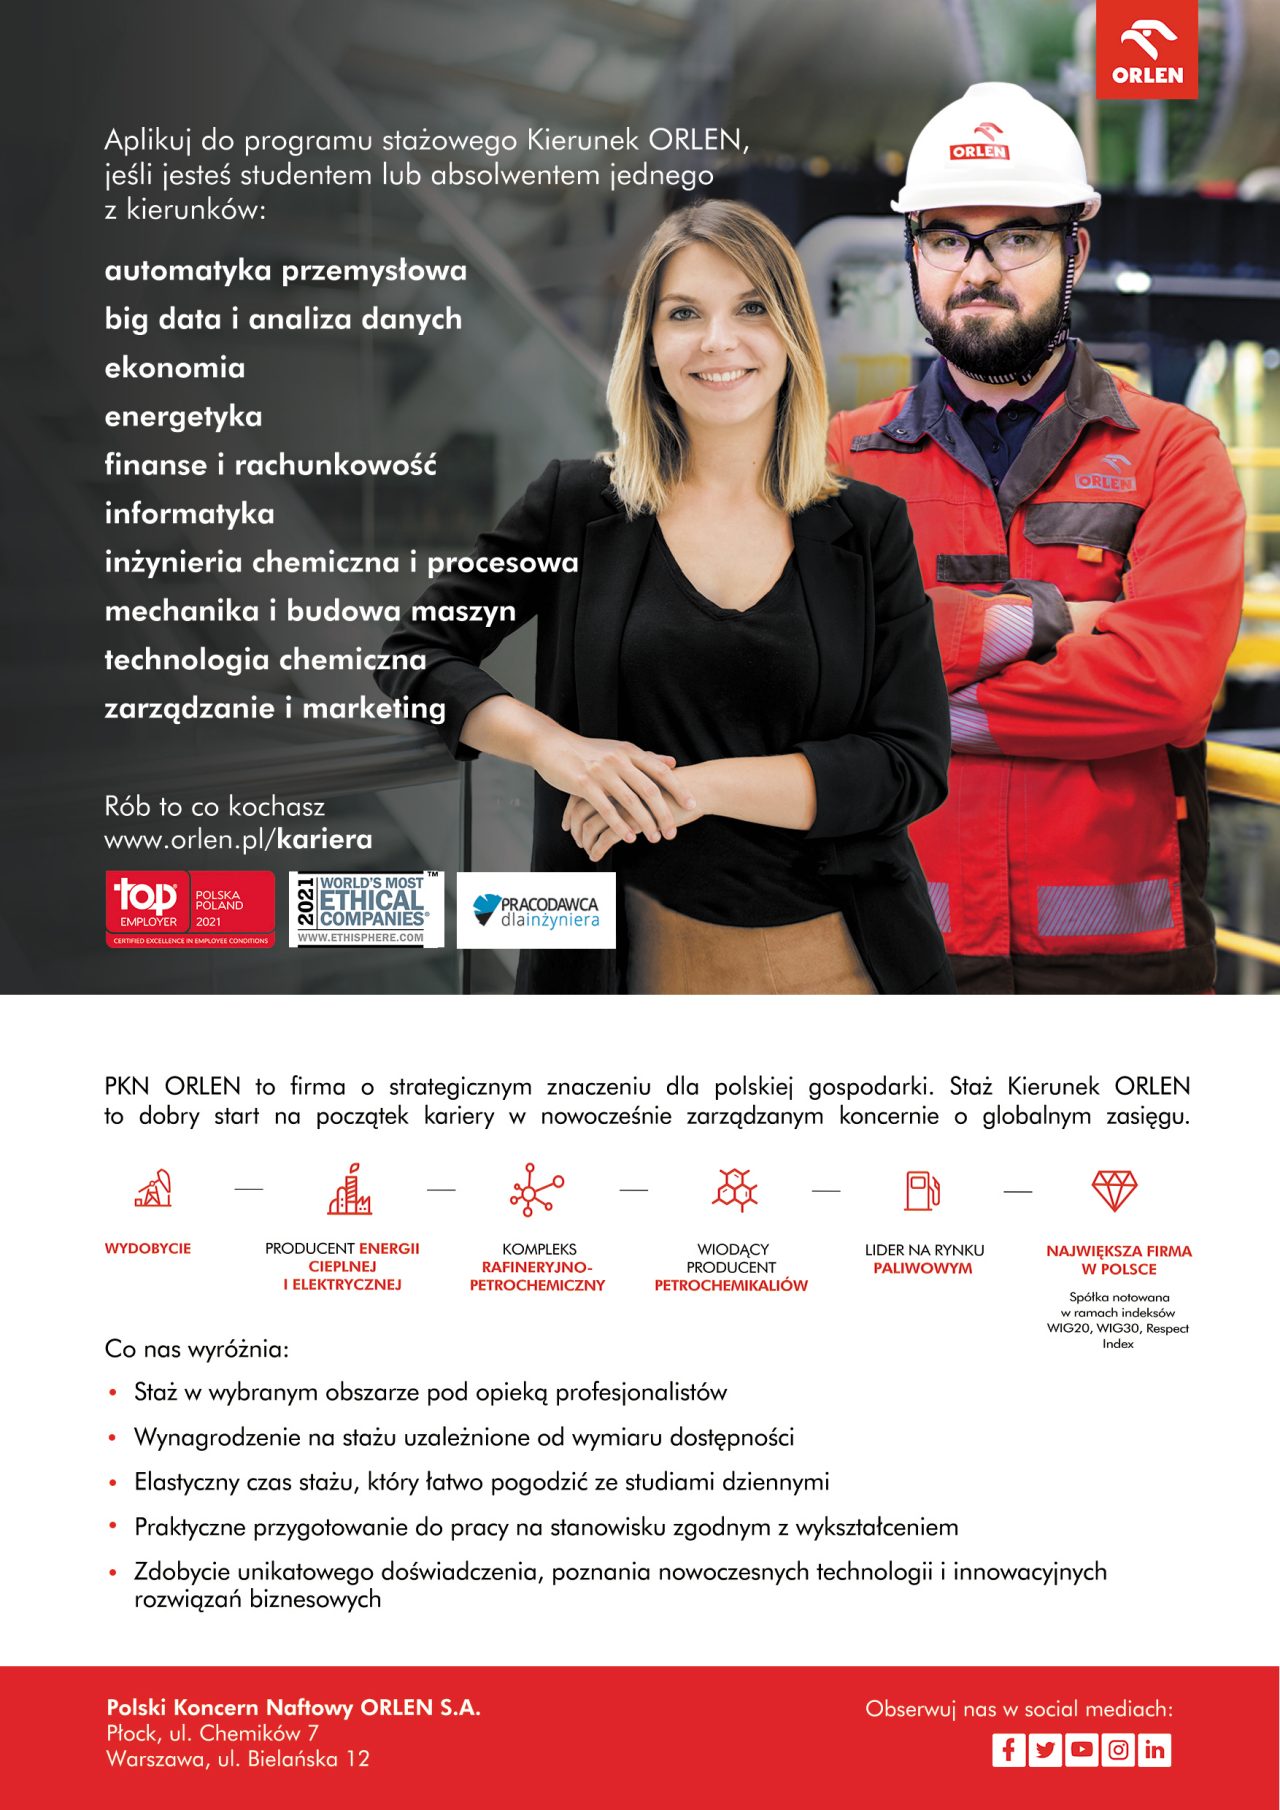 ORLEN
ORLEN
Aplikuj do programu stażowego Kierunek ORLEN,
jeśli jesteś studentem lub absolwentem jednego
z kierunków:
automatyka przemysłowa
big data i analiza danych
ekonomia
energetyka
finanse i rachunkowość
ORLEN
informatyka
inżynieria chemiczna i procesowa
mechanika i budowa maszyn
technologia chemiczna
zarządzanie i marketing
Rób to co kochasz
www.orlen.pl/kariera
top EMPLOYER
POLSKA
POLAND
2021
CERTIFIED EXCELLENCE IN EMPLOYEE CONDITIONS
2021
WORLD'S MOST
ETHICAL
COMPANIES®
™
WWW.ETHISPHERE.COM
PRACODAWCA
dlainżyniera
PKN ORLEN to firma o strategicznym znaczeniu dla polskiej gospodarki. Staż Kierunek ORLEN
to dobry start na początek kariery w nowocześnie zarządzanym koncernie o globalnym zasięgu.
WYDOBYCIE
PRODUCENT ENERGII
CIEPLNEJ
I ELEKTRYCZNEJ
KOMPLEKS
RAFINERYJNO-
PETROCHEMICZNY
WIODĄCY
PRODUCENT
PETROCHEMIKALIÓW
LIDER NA RYNKU
PALIWOWYM
NAJWIĘKSZA FIRMA
W POLSCE
Spółka notowana
w ramach indeksów
WIG20, WIG30, Respect
Index
Co nas wyróżnia:
• Staż w wybranym obszarze pod opieką profesjonalistów
• Wynagrodzenie na stażu uzależnione od wymiaru dostępności
• Elastyczny czas stażu, który łatwo pogodzić ze studiami dziennymi
• Praktyczne przygotowanie do pracy na stanowisku zgodnym z wykształceniem
• Zdobycie unikatowego doświadczenia, poznania nowoczesnych technologii i innowacyjnych
rozwiązań biznesowych
Polski Koncern Naftowy ORLEN S.A.
Płock, ul. Chemików 7
Warszawa, ul. Bielańska 12
Obserwuj nas w social mediach: